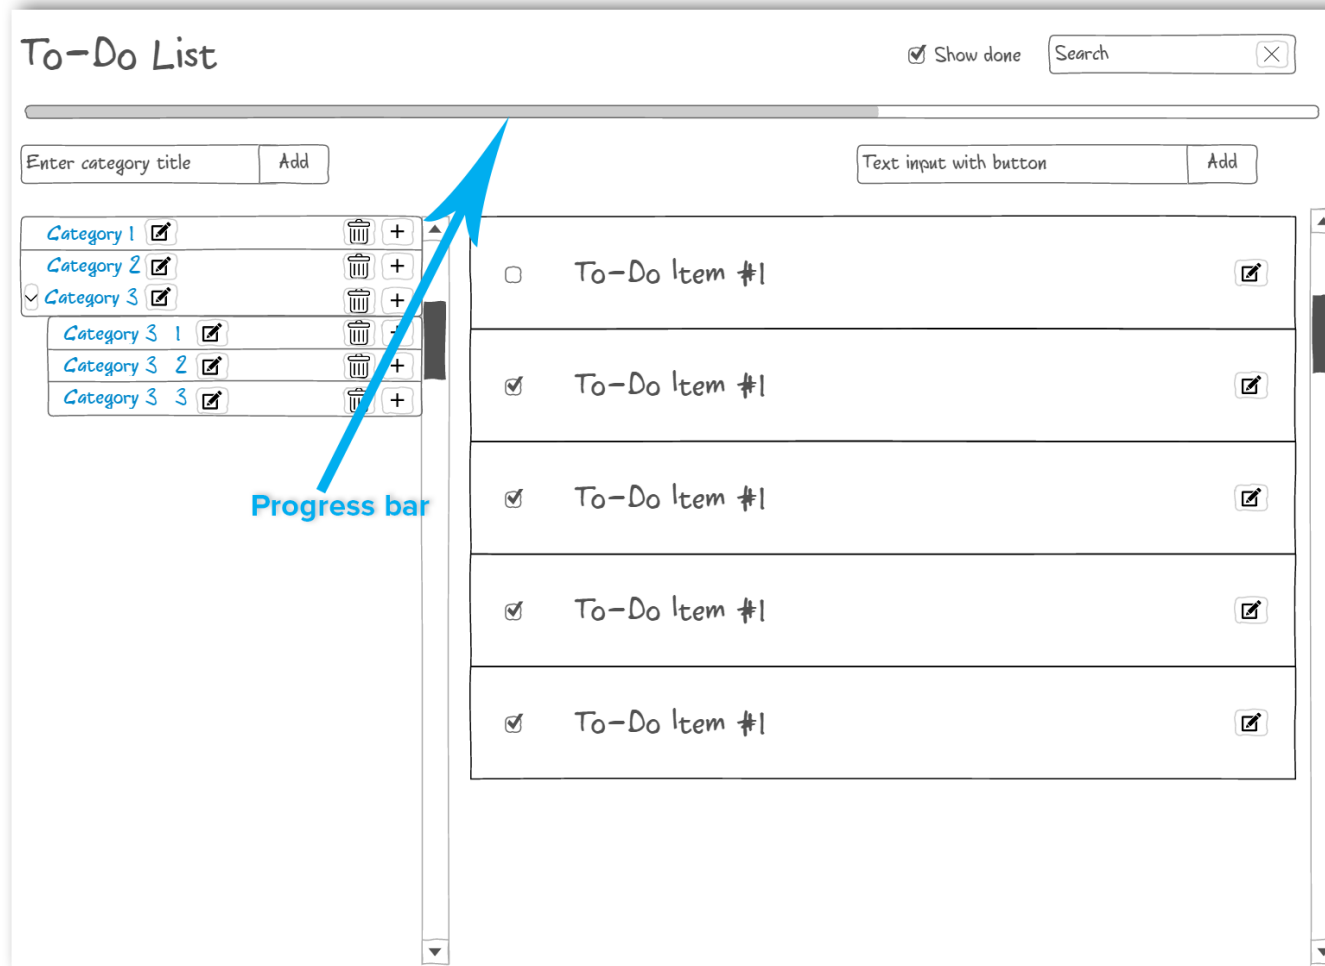 To-Do List
Show done
Search
Enter category title
Add
Text input with button
Add
Category 1
Category 2
Category 3
Category 3 1
Category 3 2
Category 3 3
Progress bar
To-Do Item #1
To-Do Item #1
To-Do Item #1
To-Do Item #1
To-Do Item #1